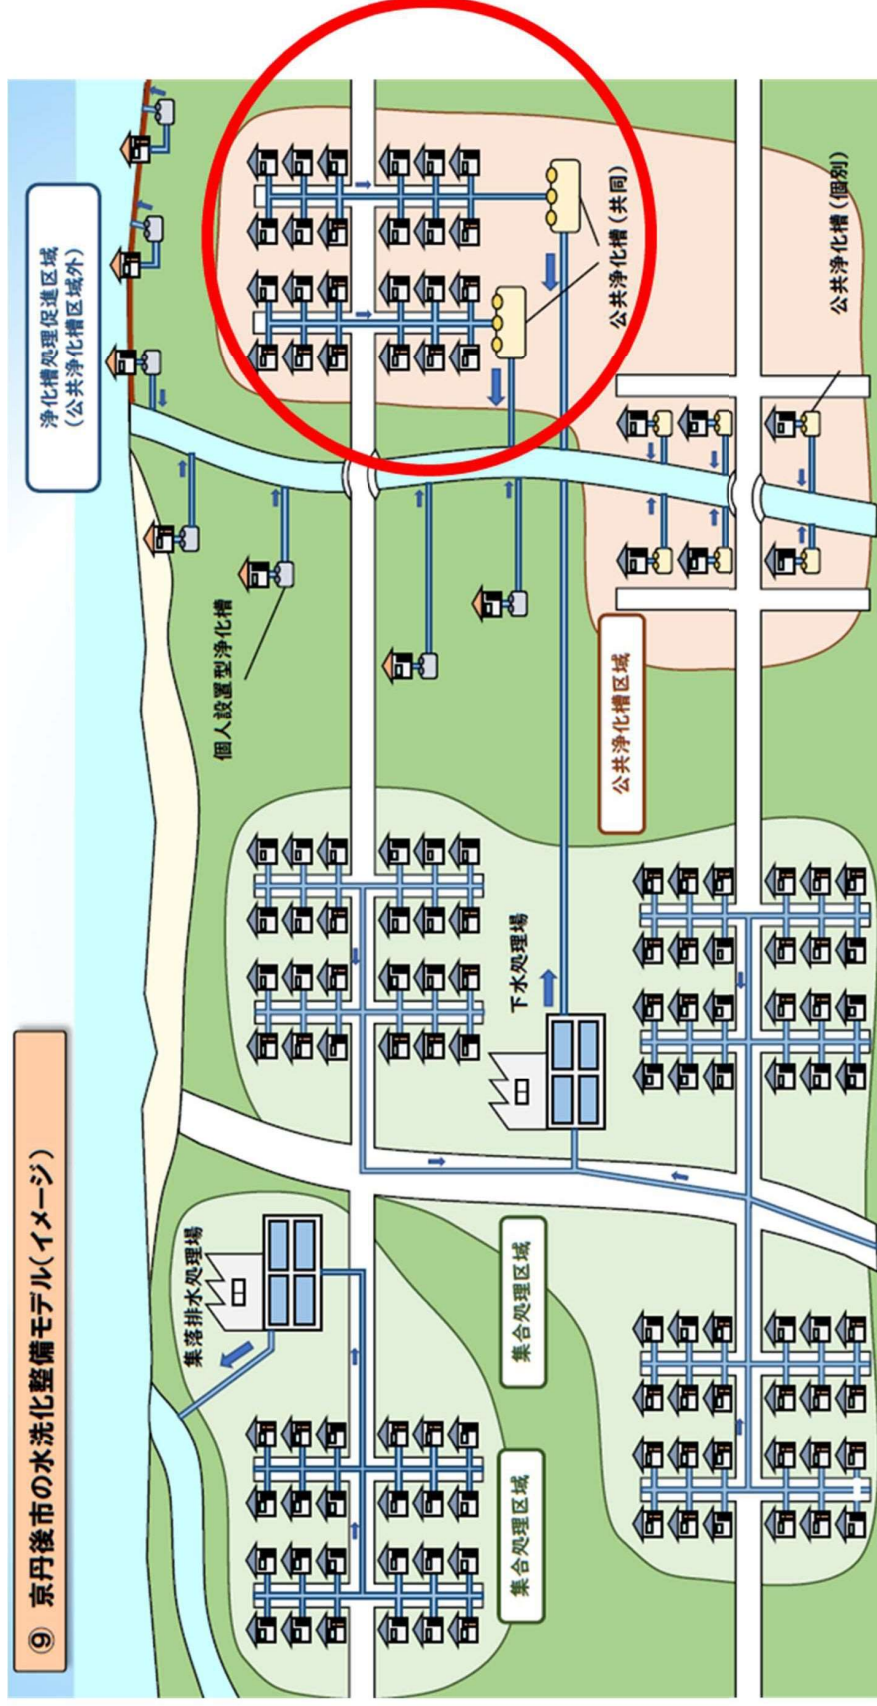 ⑨ 京丹後市の水洗化整備モデル(イメージ)
浄化槽処理促進区域
(公共浄化槽区域外)
集落排水処理場
個人設置型浄化槽
集合処理区域
集合処理区域
下水処理場
公共浄化槽区域
公共浄化槽(共同)
公共浄化槽(個別)